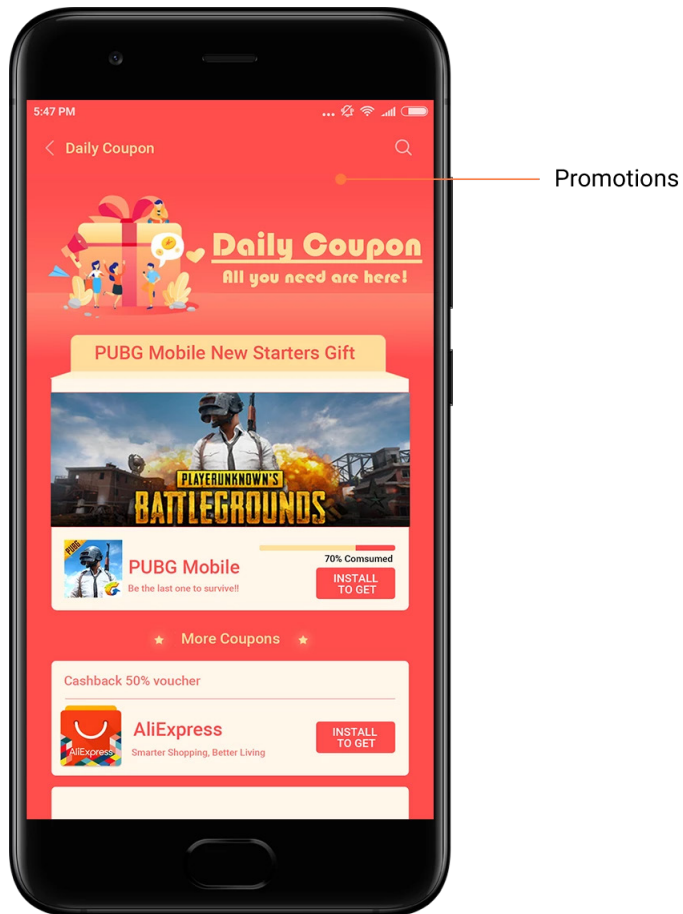 5:47 PM
Daily Coupon
Promotions
Daily Coupon
All you need are here!
PUBG Mobile New Starters Gift
PLAYERUNKNOWN'S
BATTLEGROUNDS
PUBG
70% Comsumed
PUBG Mobile
Be the last one to survive!!
INSTALL
TO GET
More Coupons
Cashback 50% voucher
AliExpress
AliExpress
Smarter Shopping, Better Living
INSTALL
TO GET